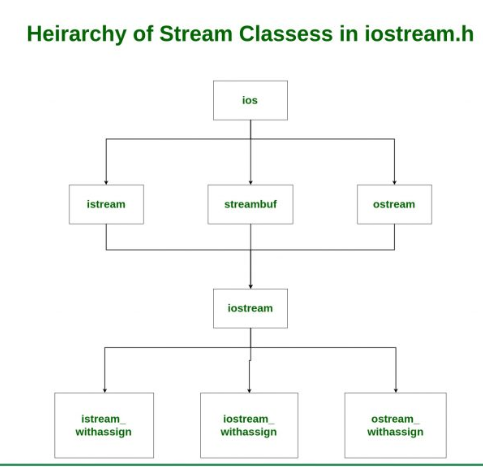 Heirarchy of Stream Classess in iostream.h
ios
istream
streambuf
ostream
iostream
istream_
withassign
iostream_
withassign
ostream_
withassign